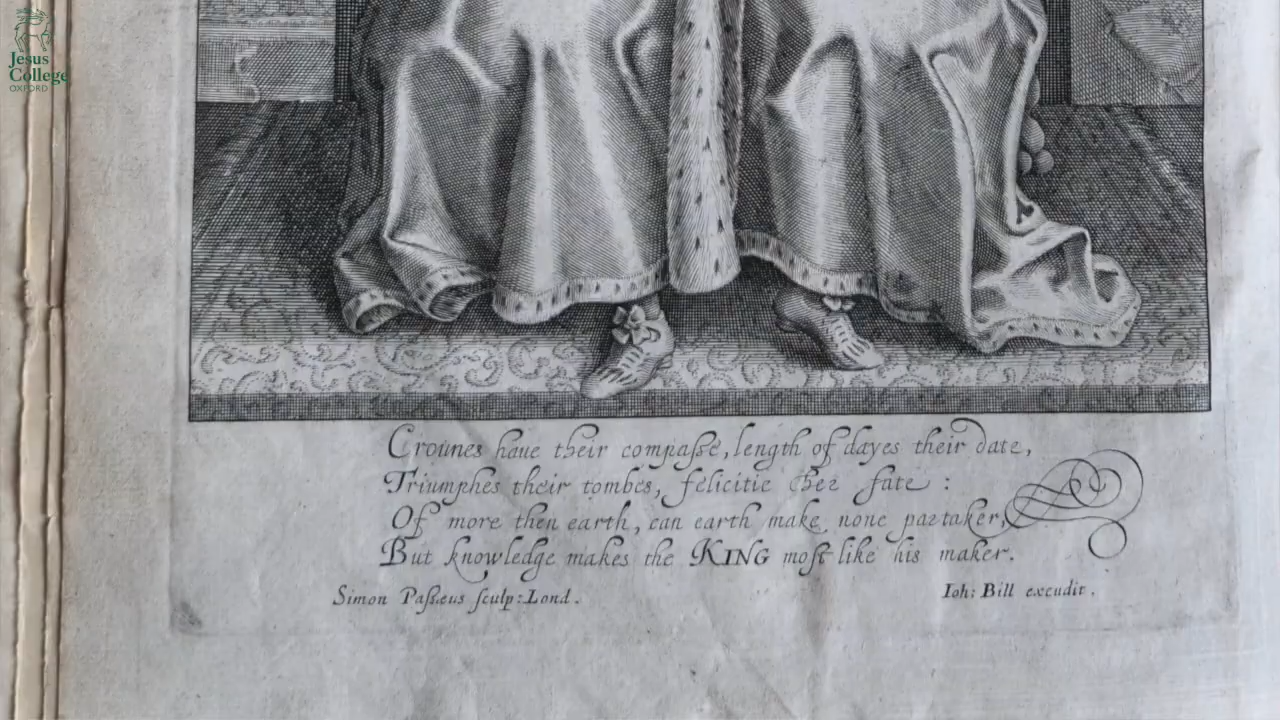 Jesus
College
OXFORD
Crounes haue their compaſse, length of dayes their date,
Triumphes their tombes, felicitie her fate :
Of more then earth, can earth make none partaker,
But knowledge makes the KING moſt like his maker.
Simon Paſſæus ſculp: Lond.
Ioh: Bill excudit.